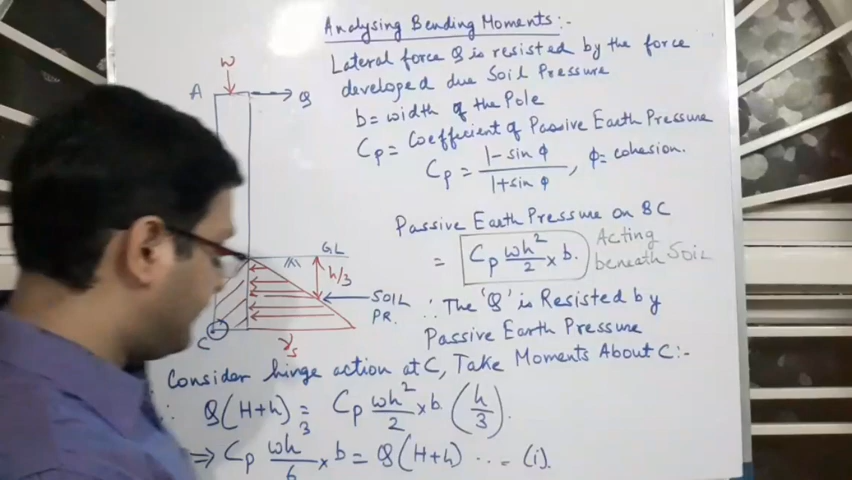 Analysing Bending Moments:-
Lateral force Q is resisted by the force
developed due Soil Pressure
b = width of the Pole
Cp = Coefficient of Passive Earth Pressure
Cp = 1 - sin φ / 1 + sin φ , φ = cohesion.
Passive Earth Pressure on BC
= Cp wh²/2 × b. Acting
beneath Soil
∴ The 'Q' is Resisted by
Passive Earth Pressure
Consider hinge action at C, Take Moments About C:-
∴ Q(H+h) = Cp wh²/2 × b (h/3).
⇒ Cp wh³/6 × b = Q(H+h) ... - (i).
W
A
Q
GL
h/3
SOIL
PR.
C